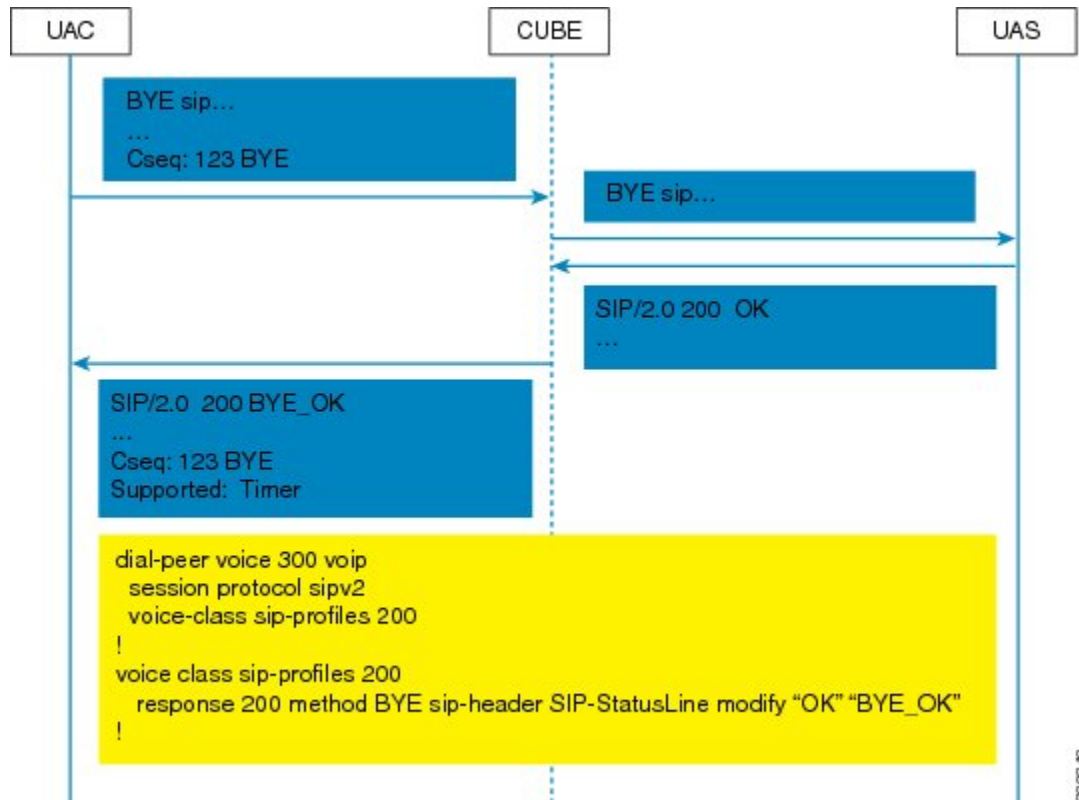 UAC
CUBE
UAS
BYE sip...
...
Cseq: 123 BYE
BYE sip...
SIP/2.0 200 OK
...
SIP/2.0 200 BYE_OK
...
Cseq: 123 BYE
Supported: Timer
dial-peer voice 300 voip
session protocol sipv2
voice-class sip-profiles 200
!
voice class sip-profiles 200
response 200 method BYE sip-header SIP-StatusLine modify “OK” “BYE_OK”
!